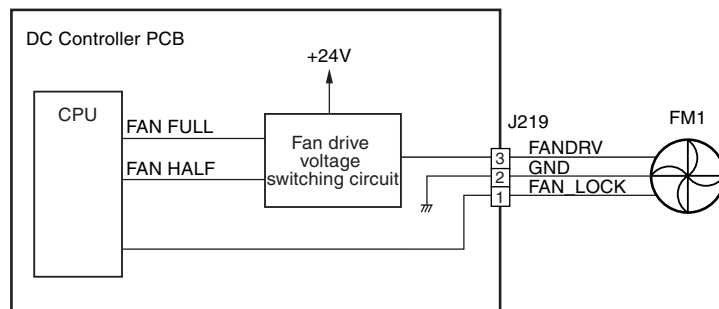 DC Controller PCB
+24V
CPU
FAN FULL
FAN HALF
Fan drive
voltage
switching circuit
J219
FM1
3
FANDRV
2
GND
1
FAN_LOCK